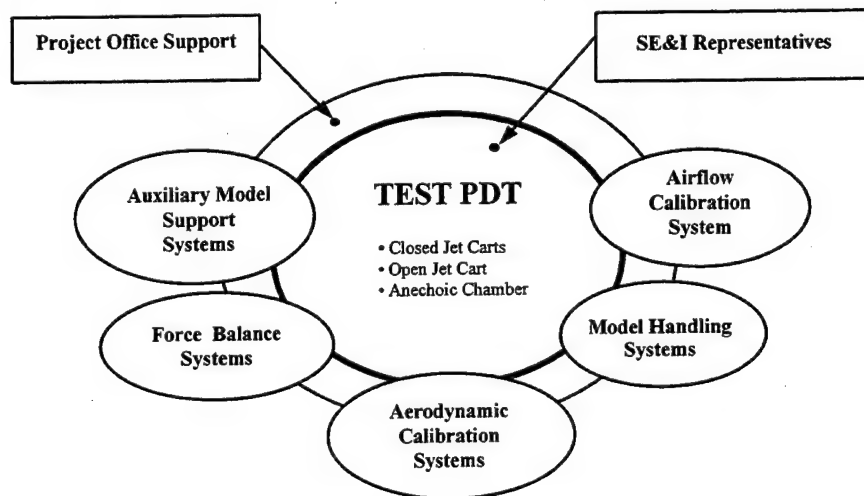 Project Office Support
SE&I Representatives
TEST PDT
• Closed Jet Carts
• Open Jet Cart
• Anechoic Chamber
Auxiliary Model
Support
Systems
Airflow
Calibration
System
Force Balance
Systems
Model Handling
Systems
Aerodynamic
Calibration
Systems